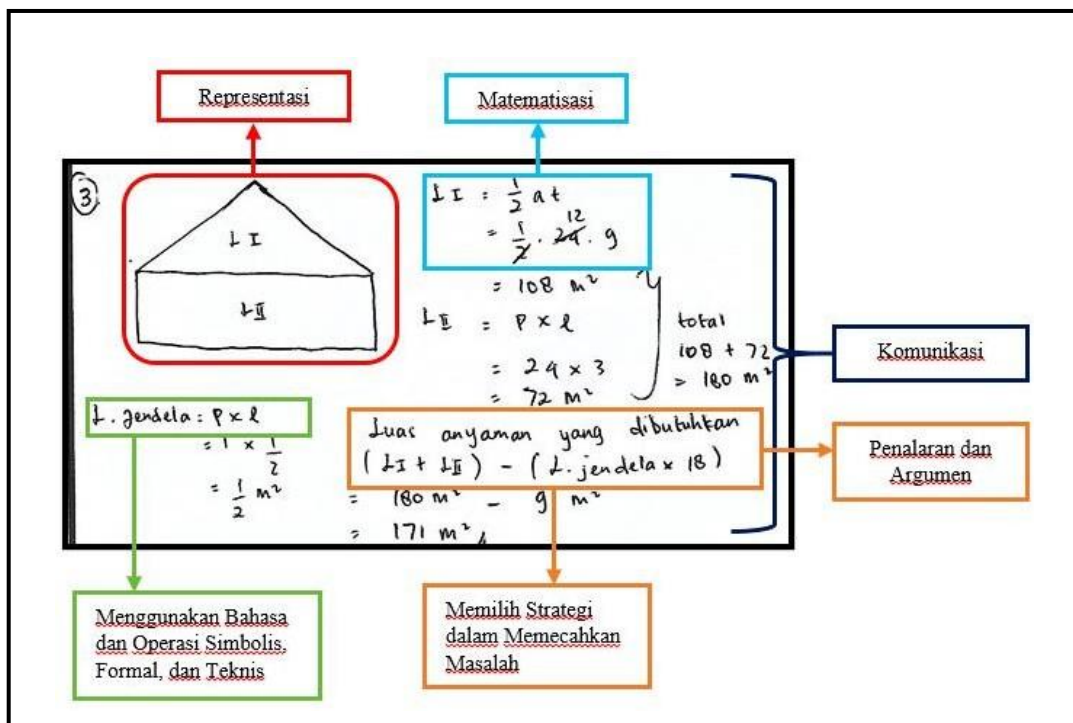 Representasi
Matematisasi
③
L I
L II
L I = 1/2 a t
= 1/2 . 24 . 9
12
= 108 m²
L II = P x l
= 24 x 3
= 72 m²
total
108 + 72
= 180 m²
Komunikasi
L. jendela = P x l
= 1 x 1/2
= 1/2 m²
Luas anyaman yang dibutuhkan
(L I + L II) - (L. jendela x 18)
= 180 m² - 9 m²
= 171 m²
Penalaran dan
Argumen
Menggunakan Bahasa
dan Operasi Simbolis,
Formal, dan Teknis
Memilih Strategi
dalam Memecahkan
Masalah